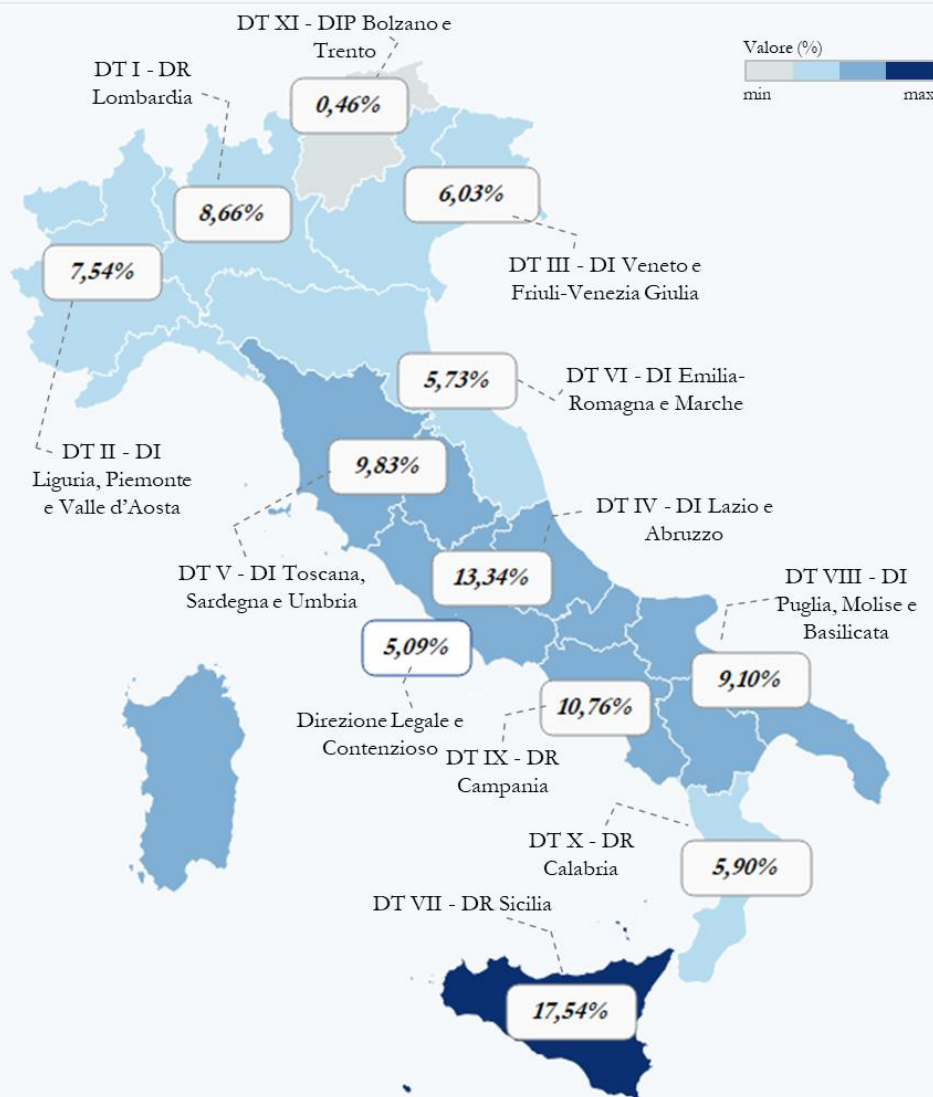 DT XI - DIP Bolzano e
Trento
0,46%
Valore (%)
min max
DT I - DR
Lombardia
8,66%
6,03%
DT III - DI Veneto e
Friuli-Venezia Giulia
7,54%
DT II - DI
Liguria, Piemonte
e Valle d'Aosta
5,73%
DT VI - DI Emilia-
Romagna e Marche
9,83%
DT V - DI Toscana,
Sardegna e Umbria
DT IV - DI Lazio e
Abruzzo
13,34%
DT VIII - DI
Puglia, Molise e
Basilicata
9,10%
5,09%
Direzione Legale e
Contenzioso
10,76%
DT IX - DR
Campania
DT X - DR
Calabria
5,90%
DT VII - DR Sicilia
17,54%